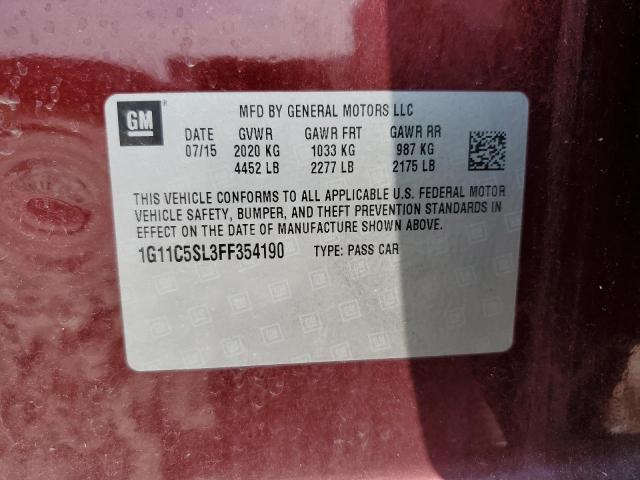 GM MFD BY GENERAL MOTORS LLC
DATE GVWR GAWR FRT GAWR RR
07/15 2020 KG 1033 KG 987 KG
4452 LB 2277 LB 2175 LB
THIS VEHICLE CONFORMS TO ALL APPLICABLE U.S. FEDERAL MOTOR
VEHICLE SAFETY, BUMPER, AND THEFT PREVENTION STANDARDS IN
EFFECT ON THE DATE OF MANUFACTURE SHOWN ABOVE.
1G11C5SL3FF354190 TYPE: PASS CAR